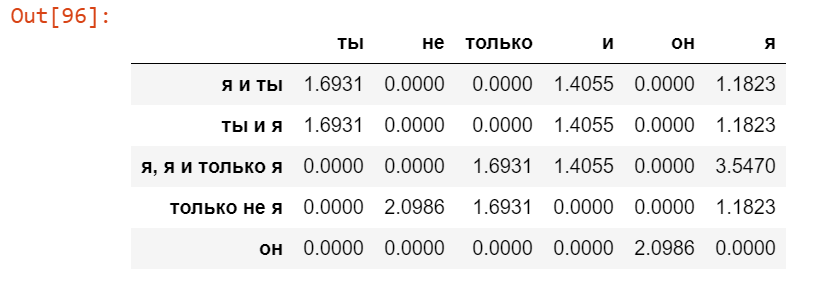 Out[96]:
ты не только и он я
я и ты 1.6931 0.0000 0.0000 1.4055 0.0000 1.1823
ты и я 1.6931 0.0000 0.0000 1.4055 0.0000 1.1823
я, я и только я 0.0000 0.0000 1.6931 1.4055 0.0000 3.5470
только не я 0.0000 2.0986 1.6931 0.0000 0.0000 1.1823
он 0.0000 0.0000 0.0000 0.0000 2.0986 0.0000